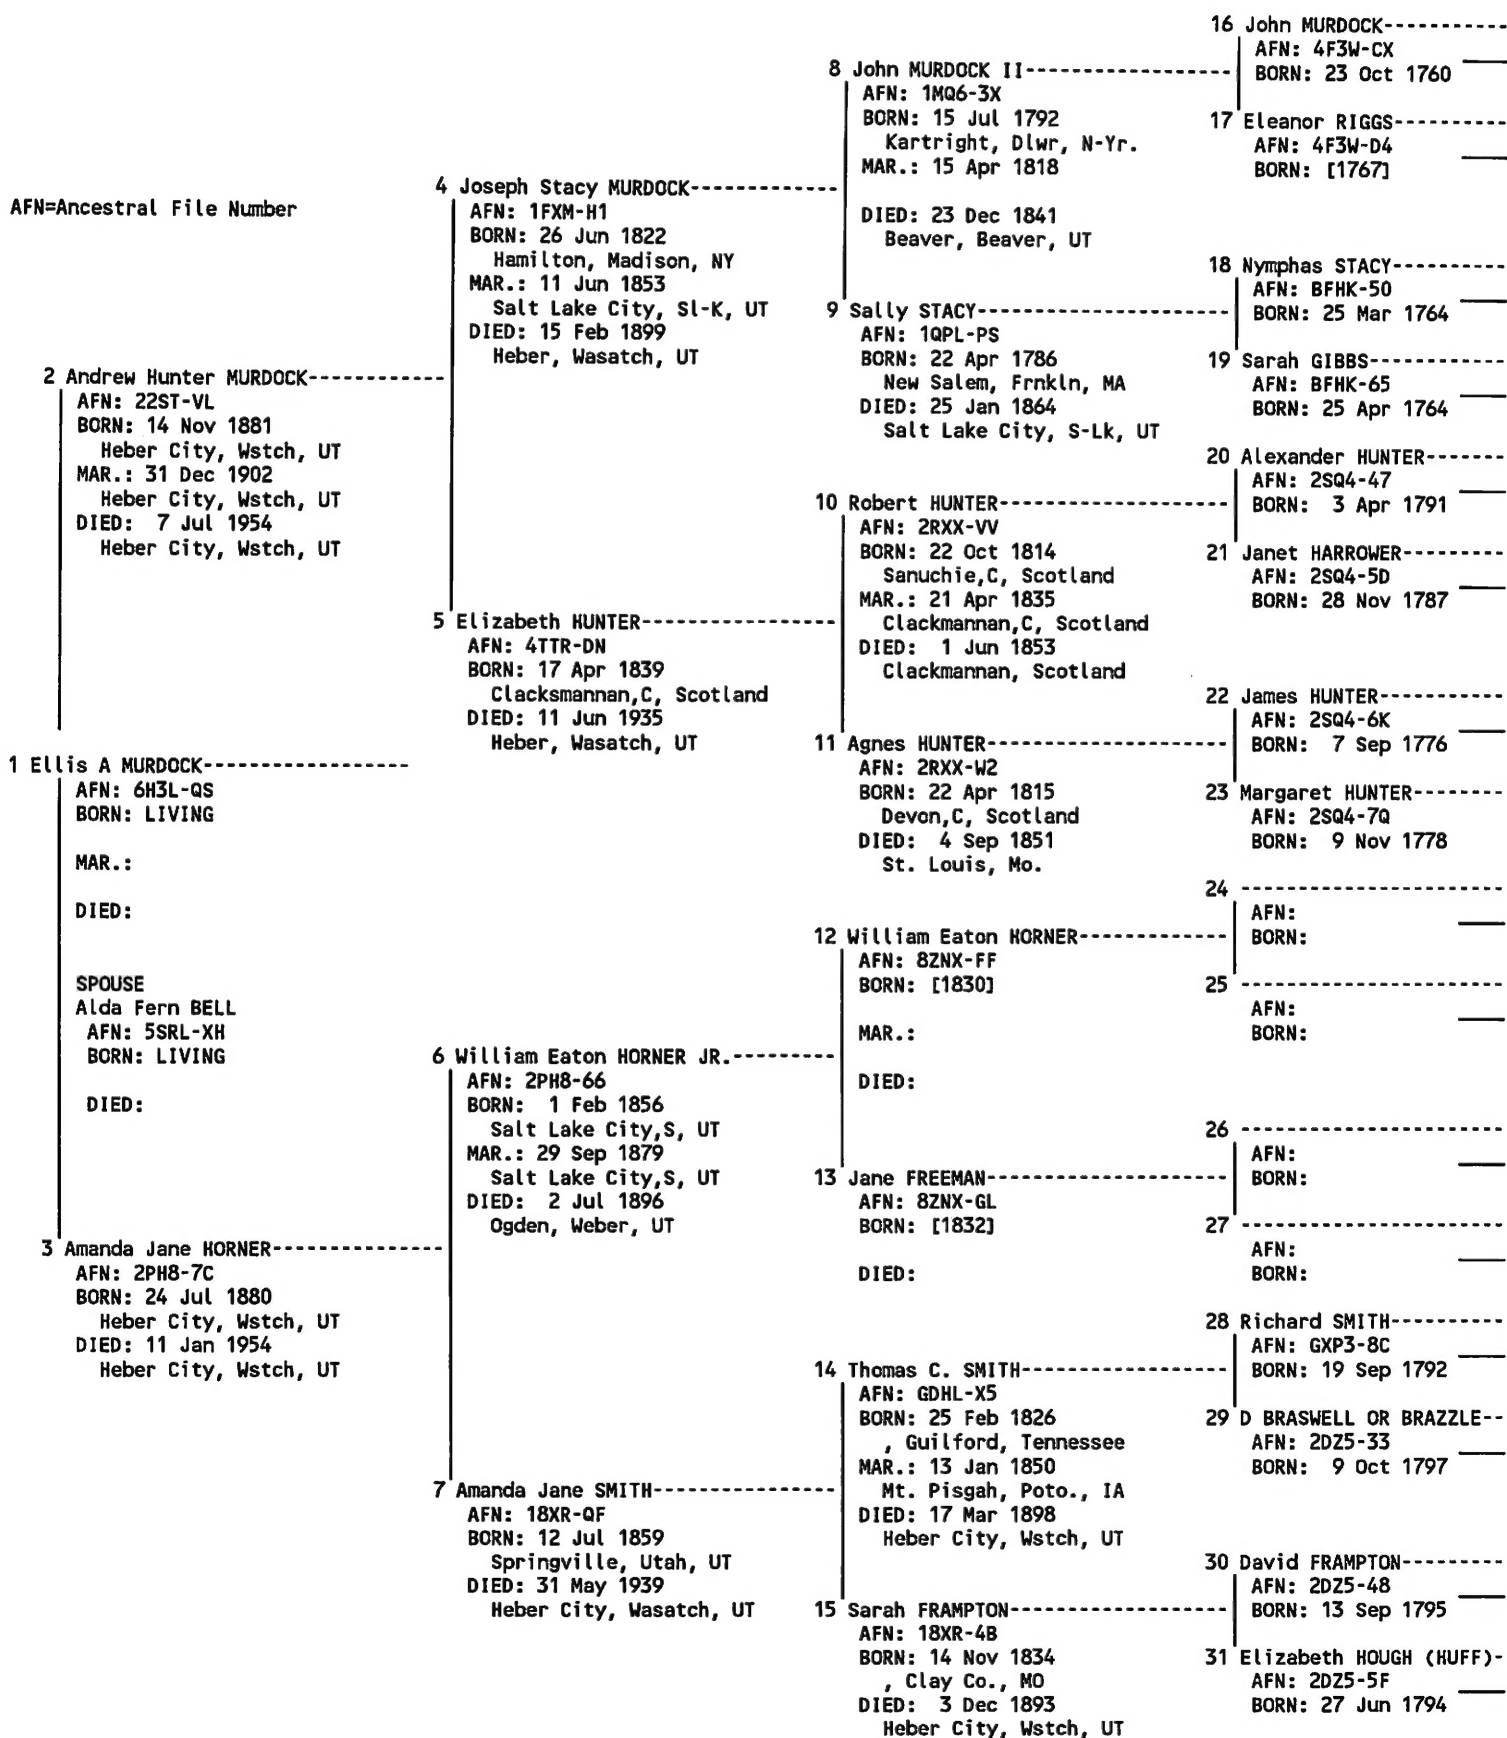 AFN=Ancestral File Number
1 Ellis A MURDOCK
AFN: 6H3L-QS
BORN: LIVING
MAR.:
DIED:
SPOUSE
Alda Fern BELL
AFN: 5SRL-XH
BORN: LIVING
DIED:
2 Andrew Hunter MURDOCK
AFN: 22ST-VL
BORN: 14 Nov 1881
Heber City, Wstch, UT
MAR.: 31 Dec 1902
Heber City, Wstch, UT
DIED: 7 Jul 1954
Heber City, Wstch, UT
3 Amanda Jane HORNER
AFN: 2PH8-7C
BORN: 24 Jul 1880
Heber City, Wstch, UT
DIED: 11 Jan 1954
Heber City, Wstch, UT
4 Joseph Stacy MURDOCK
AFN: 1FXM-H1
BORN: 26 Jun 1822
Hamilton, Madison, NY
MAR.: 11 Jun 1853
Salt Lake City, Sl-K, UT
DIED: 15 Feb 1899
Heber, Wasatch, UT
5 Elizabeth HUNTER
AFN: 4TTR-DN
BORN: 17 Apr 1839
Clacksmannan,C, Scotland
DIED: 11 Jun 1935
Heber, Wasatch, UT
6 William Eaton HORNER JR.
AFN: 2PH8-66
BORN: 1 Feb 1856
Salt Lake City,S, UT
MAR.: 29 Sep 1879
Salt Lake City,S, UT
DIED: 2 Jul 1896
Ogden, Weber, UT
7 Amanda Jane SMITH
AFN: 18XR-QF
BORN: 12 Jul 1859
Springville, Utah, UT
DIED: 31 May 1939
Heber City, Wasatch, UT
8 John MURDOCK II
AFN: 1MQ6-3X
BORN: 15 Jul 1792
Kartright, Dlwr, N-Yr.
MAR.: 15 Apr 1818
DIED: 23 Dec 1841
Beaver, Beaver, UT
9 Sally STACY
AFN: 1QPL-PS
BORN: 22 Apr 1786
New Salem, Frnkln, MA
DIED: 25 Jan 1864
Salt Lake City, S-Lk, UT
10 Robert HUNTER
AFN: 2RXX-VV
BORN: 22 Oct 1814
Sanuchie,C, Scotland
MAR.: 21 Apr 1835
Clackmannan,C, Scotland
DIED: 1 Jun 1853
Clackmannan, Scotland
11 Agnes HUNTER
AFN: 2RXX-W2
BORN: 22 Apr 1815
Devon,C, Scotland
DIED: 4 Sep 1851
St. Louis, Mo.
12 William Eaton HORNER
AFN: 8ZNX-FF
BORN: [1830]
MAR.:
DIED:
13 Jane FREEMAN
AFN: 8ZNX-GL
BORN: [1832]
DIED:
14 Thomas C. SMITH
AFN: GDHL-X5
BORN: 25 Feb 1826
, Guilford, Tennessee
MAR.: 13 Jan 1850
Mt. Pisgah, Poto., IA
DIED: 17 Mar 1898
Heber City, Wstch, UT
15 Sarah FRAMPTON
AFN: 18XR-4B
BORN: 14 Nov 1834
, Clay Co., MO
DIED: 3 Dec 1893
Heber City, Wstch, UT
16 John MURDOCK
AFN: 4F3W-CX
BORN: 23 Oct 1760
17 Eleanor RIGGS
AFN: 4F3W-D4
BORN: [1767]
18 Nymphas STACY
AFN: BFHK-50
BORN: 25 Mar 1764
19 Sarah GIBBS
AFN: BFHK-65
BORN: 25 Apr 1764
20 Alexander HUNTER
AFN: 2SQ4-47
BORN: 3 Apr 1791
21 Janet HARROWER
AFN: 2SQ4-5D
BORN: 28 Nov 1787
22 James HUNTER
AFN: 2SQ4-6K
BORN: 7 Sep 1776
23 Margaret HUNTER
AFN: 2SQ4-7Q
BORN: 9 Nov 1778
24
AFN:
BORN:
25
AFN:
BORN:
26
AFN:
BORN:
27
AFN:
BORN:
28 Richard SMITH
AFN: GXP3-8C
BORN: 19 Sep 1792
29 D BRASWELL OR BRAZZLE
AFN: 2DZ5-33
BORN: 9 Oct 1797
30 David FRAMPTON
AFN: 2DZ5-48
BORN: 13 Sep 1795
31 Elizabeth HOUGH (HUFF)
AFN: 2DZ5-5F
BORN: 27 Jun 1794